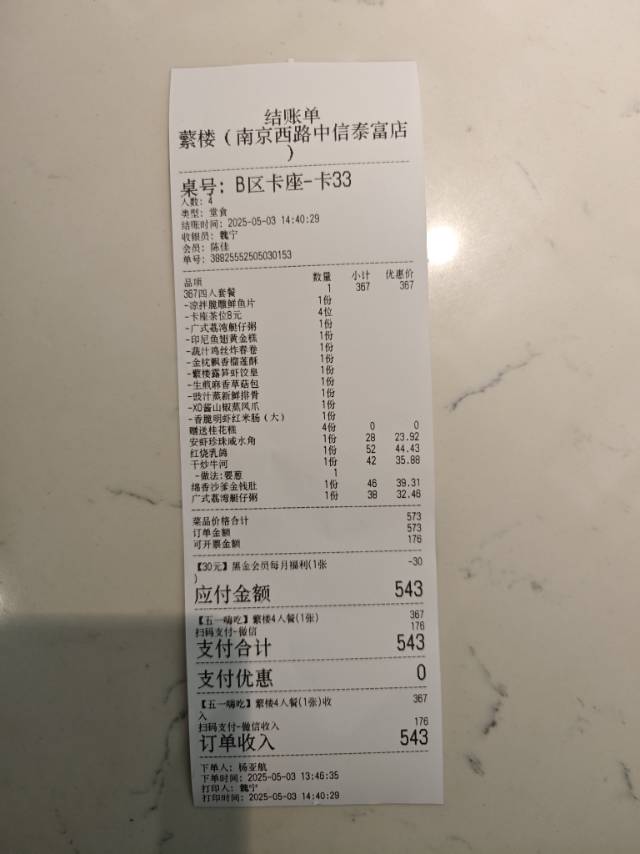 结账单
蘩楼（南京西路中信泰富店
）
桌号: B区卡座-卡33
人数: 4
类型: 堂食
结账时间: 2025-05-03 14:40:29
收银员: 魏宁
会员: 陈佳
单号: 38825552505030153
品项 数量 小计 优惠价
367四人套餐 1 367 367
-凉拌脆雕鲜鱼片 1份
-卡座茶位8元 4位
-广式荔湾艇仔粥 1份
-印尼鱼翅黄金糕 1份
-蔬汁鸡丝炸春卷 1份
-金枕飘香榴莲酥 1份
-蘩楼露笋虾饺皇 1份
-生煎麻香草菇包 1份
-豉汁蒸新鲜排骨 1份
-XO酱山椒蒸凤爪 1份
-香脆明虾红米肠（大） 1份
赠送桂花糕 4份 0 0
安虾珍珠咸水角 1份 28 23.92
红烧乳鸽 1份 52 44.43
干炒牛河 1份 42 35.88
-做法:要葱 1
绵香沙爹金钱肚 1份 46 39.31
广式荔湾艇仔粥 1份 38 32.46
菜品价格合计 573
订单金额 573
可开票金额 176
【30元】黑金会员每月福利(1张 -30
)
应付金额 543
【五一嗨吃】蘩楼4人餐(1张) 367
扫码支付-微信 176
支付合计 543
支付优惠 0
【五一嗨吃】蘩楼4人餐(1张)收 367
入
扫码支付-微信收入 176
订单收入 543
下单人: 杨亚航
下单时间: 2025-05-03 13:46:35
打印人: 魏宁
打印时间: 2025-05-03 14:40:29